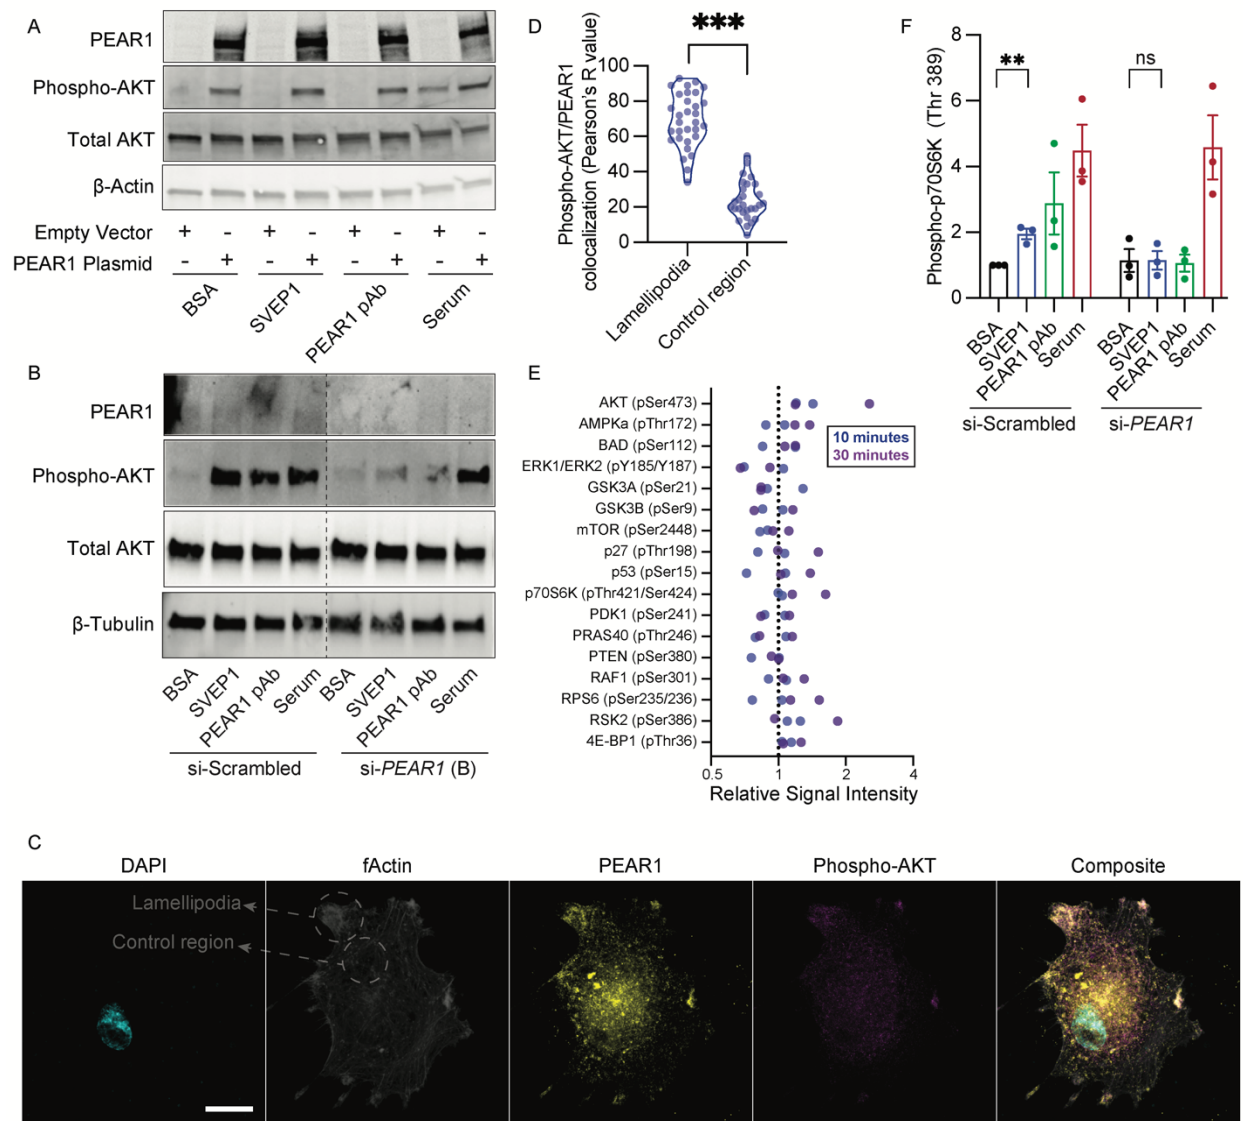 A
PEAR1
Phospho-AKT
Total AKT
β-Actin
Empty Vector + - + - + - + -
PEAR1 Plasmid - + - + - + - +
BSA SVEP1 PEAR1 pAb Serum
B
PEAR1
Phospho-AKT
Total AKT
β-Tubulin
BSA SVEP1 PEAR1 pAb Serum BSA SVEP1 PEAR1 pAb Serum
si-Scrambled si-PEAR1 (B)
D
***
Phospho-AKT/PEAR1
colocalization (Pearson's R value)
100
80
60
40
20
0
Lamellipodia Control region
E
AKT (pSer473)
AMPKa (pThr172)
BAD (pSer112)
ERK1/ERK2 (pY185/Y187)
GSK3A (pSer21)
GSK3B (pSer9)
mTOR (pSer2448)
p27 (pThr198)
p53 (pSer15)
p70S6K (pThr421/Ser424)
PDK1 (pSer241)
PRAS40 (pThr246)
PTEN (pSer380)
RAF1 (pSer301)
RPS6 (pSer235/236)
RSK2 (pSer386)
4E-BP1 (pThr36)
10 minutes
30 minutes
0.5 1 2 4
Relative Signal Intensity
F
Phospho-p70S6K (Thr 389)
8
6
4
2
0
** ns
BSA SVEP1 PEAR1 pAb Serum BSA SVEP1 PEAR1 pAb Serum
si-Scrambled si-PEAR1
C
DAPI fActin PEAR1 Phospho-AKT Composite
Lamellipodia
Control region